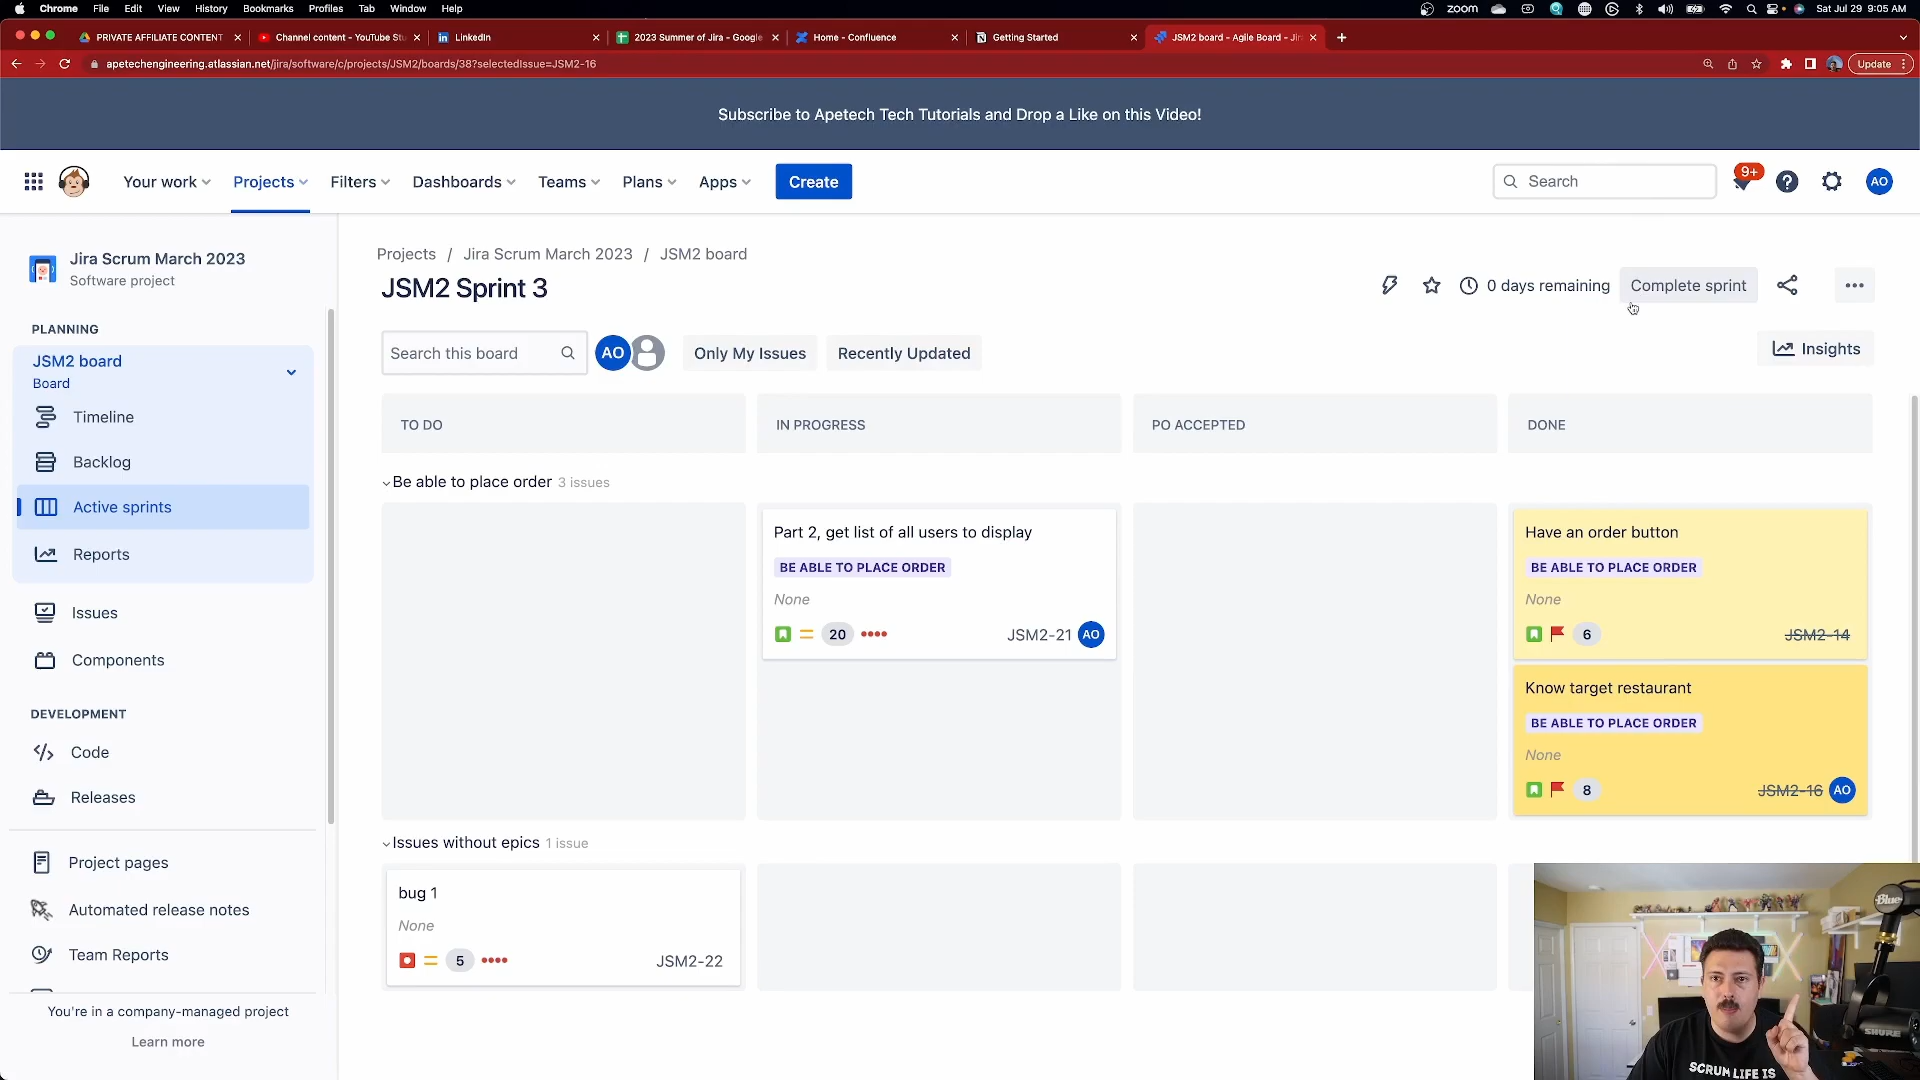 Chrome File Edit View History Bookmarks Profiles Tab Window Help zoom Sat Jul 29 9:05 AM
PRIVATE AFFILIATE CONTENT Channel content - YouTube St LinkedIn 2023 Summer of Jira - Google Home - Confluence Getting Started JSM2 board - Agile Board - Jir
apetechengineering.atlassian.net/jira/software/c/projects/JSM2/boards/38?selectedIssue=JSM2-16 Update
Subscribe to Apetech Tech Tutorials and Drop a Like on this Video!
Your work Projects Filters Dashboards Teams Plans Apps Create Search 9+ AO
Jira Scrum March 2023
Software project
PLANNING
JSM2 board
Board
Timeline
Backlog
Active sprints
Reports
Issues
Components
DEVELOPMENT
Code
Releases
Project pages
Automated release notes
Team Reports
You're in a company-managed project
Learn more
Projects / Jira Scrum March 2023 / JSM2 board
JSM2 Sprint 3
0 days remaining Complete sprint
Search this board AO Only My Issues Recently Updated Insights
TO DO IN PROGRESS PO ACCEPTED DONE
Be able to place order 3 issues
Part 2, get list of all users to display
BE ABLE TO PLACE ORDER
None
20 JSM2-21 AO
Have an order button
BE ABLE TO PLACE ORDER
None
6 JSM2-14
Know target restaurant
BE ABLE TO PLACE ORDER
None
8 JSM2-16 AO
Issues without epics 1 issue
bug 1
None
5 JSM2-22
Blue
SHURE
SCRUM LIFE IS